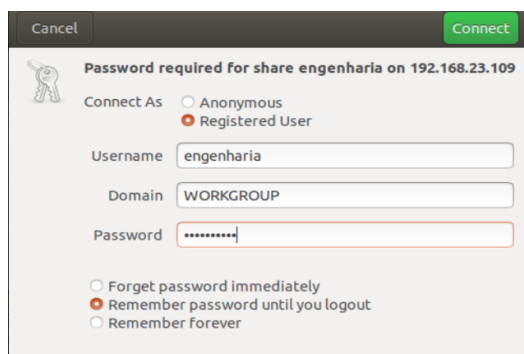 Cancel Connect
Password required for share engenharia on 192.168.23.109
Connect As Anonymous
Registered User
Username engenharia
Domain WORKGROUP
Password ••••••••••
Forget password immediately
Remember password until you logout
Remember forever